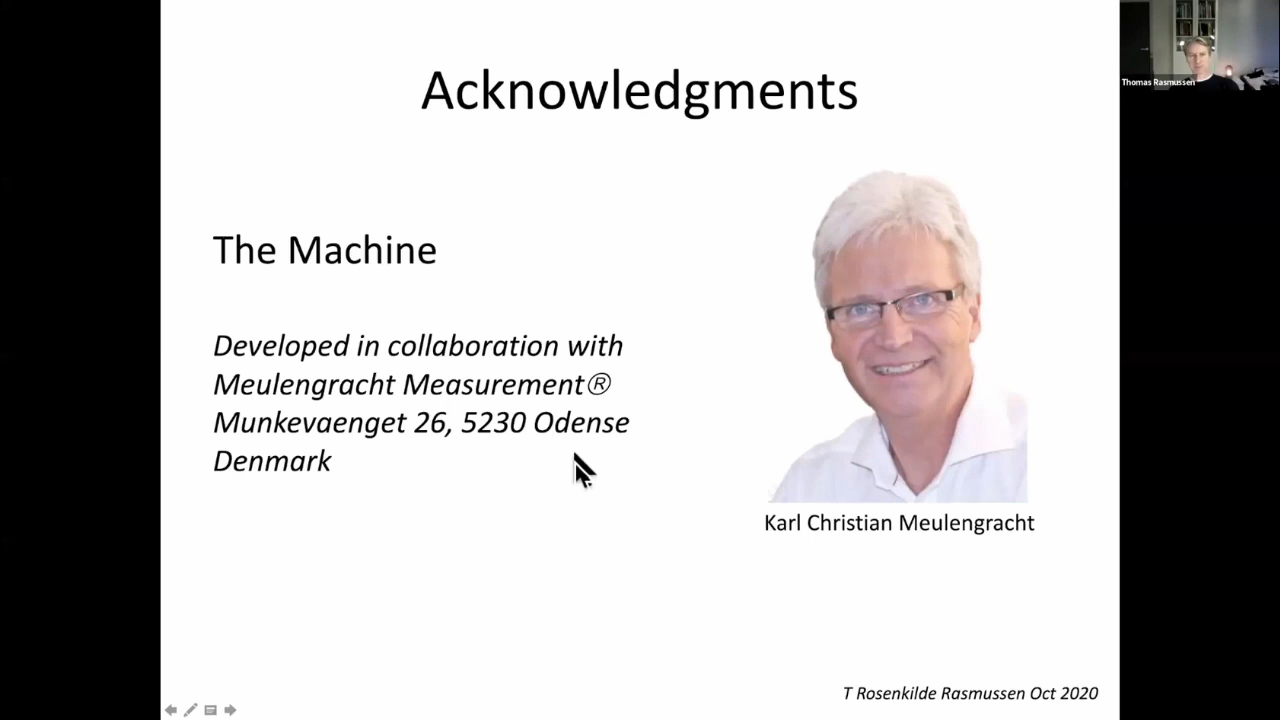 Acknowledgments
Thomas Rasmussen
The Machine
Developed in collaboration with
Meulengracht Measurement®
Munkevaenget 26, 5230 Odense
Denmark
Karl Christian Meulengracht
T Rosenkilde Rasmussen Oct 2020